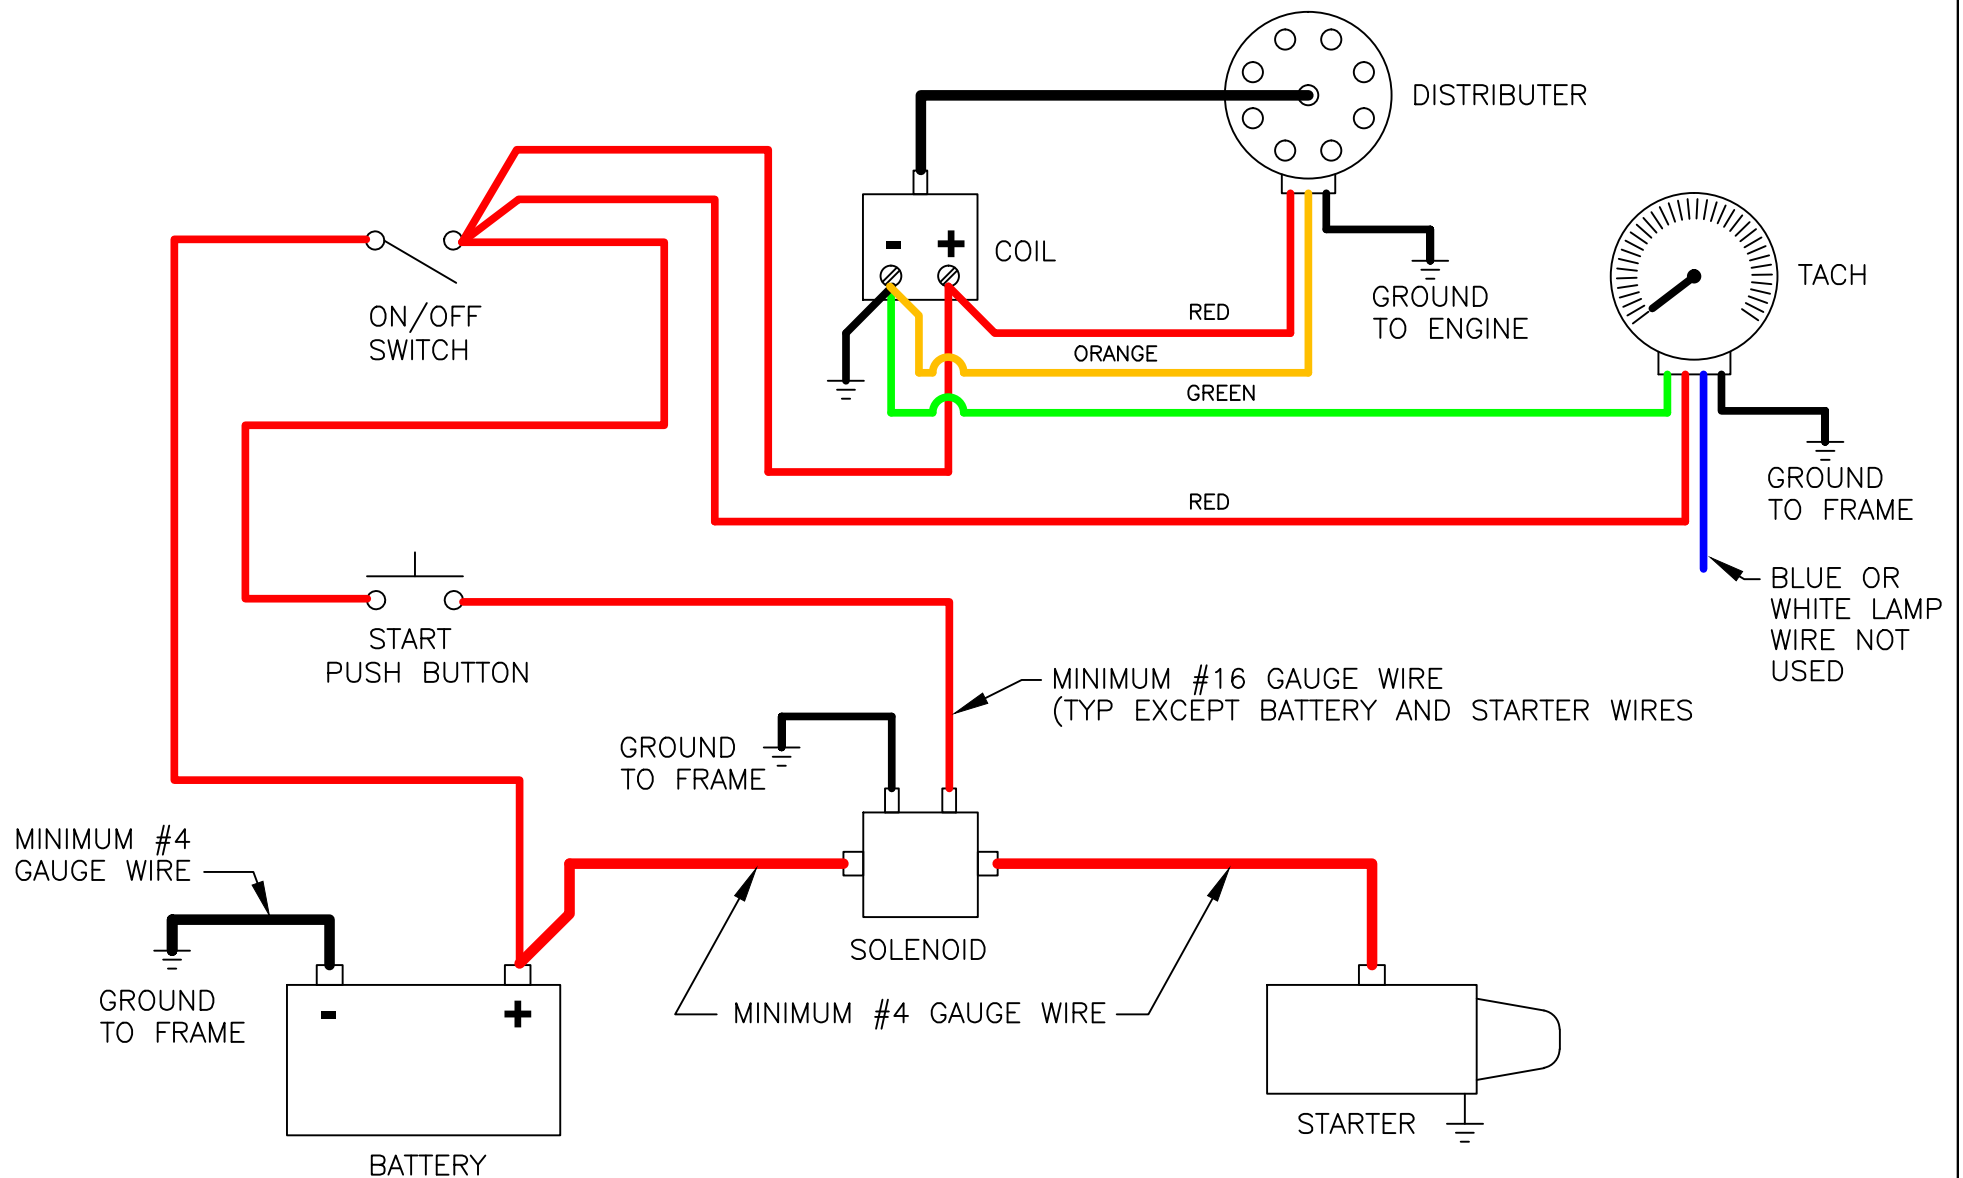 DISTRIBUTER
- +
COIL
TACH
ON/OFF
SWITCH
RED
GROUND
TO ENGINE
ORANGE
GREEN
GROUND
TO FRAME
RED
BLUE OR
WHITE LAMP
WIRE NOT
USED
START
PUSH BUTTON
MINIMUM #16 GAUGE WIRE
(TYP EXCEPT BATTERY AND STARTER WIRES
GROUND
TO FRAME
MINIMUM #4
GAUGE WIRE
SOLENOID
GROUND
TO FRAME
- +
MINIMUM #4 GAUGE WIRE
STARTER
BATTERY